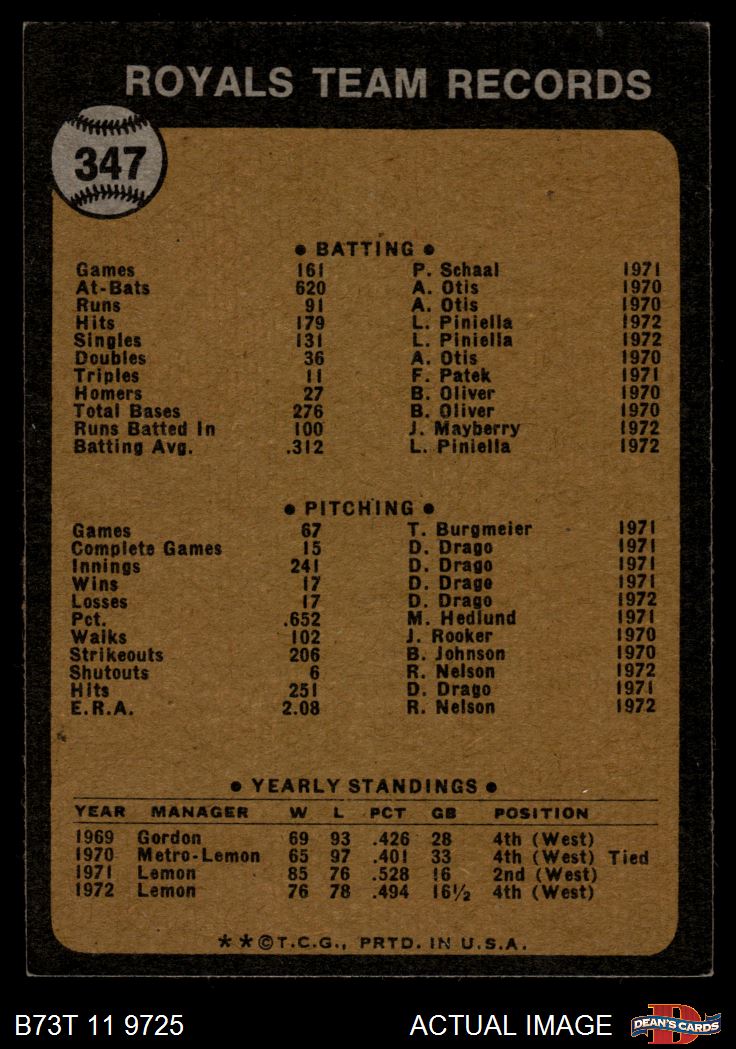 ROYALS TEAM RECORDS
347
• BATTING •
Games 161 P. Schaal 1971
At-Bats 620 A. Otis 1970
Runs 91 A. Otis 1970
Hits 179 L. Piniella 1972
Singles 131 L. Piniella 1972
Doubles 36 A. Otis 1970
Triples 11 F. Patek 1971
Homers 27 B. Oliver 1970
Total Bases 276 B. Oliver 1970
Runs Batted In 100 J. Mayberry 1972
Batting Avg. .312 L. Piniella 1972
• PITCHING •
Games 67 T. Burgmeier 1971
Complete Games 15 D. Drago 1971
Innings 241 D. Drago 1971
Wins 17 D. Drago 1971
Losses 17 D. Drago 1972
Pct. .652 M. Hedlund 1971
Walks 102 J. Rooker 1970
Strikeouts 206 B. Johnson 1970
Shutouts 6 R. Nelson 1972
Hits 251 D. Drago 1971
E.R.A. 2.08 R. Nelson 1972
• YEARLY STANDINGS •
YEAR MANAGER W L PCT GB POSITION
1969 Gordon 69 93 .426 28 4th (West)
1970 Metro-Lemon 65 97 .401 33 4th (West) Tied
1971 Lemon 85 76 .528 16 2nd (West)
1972 Lemon 76 78 .494 16½ 4th (West)
**©T.C.G., PRTD. IN U.S.A.
B73T 11 9725 ACTUAL IMAGE DEAN'S CARDS